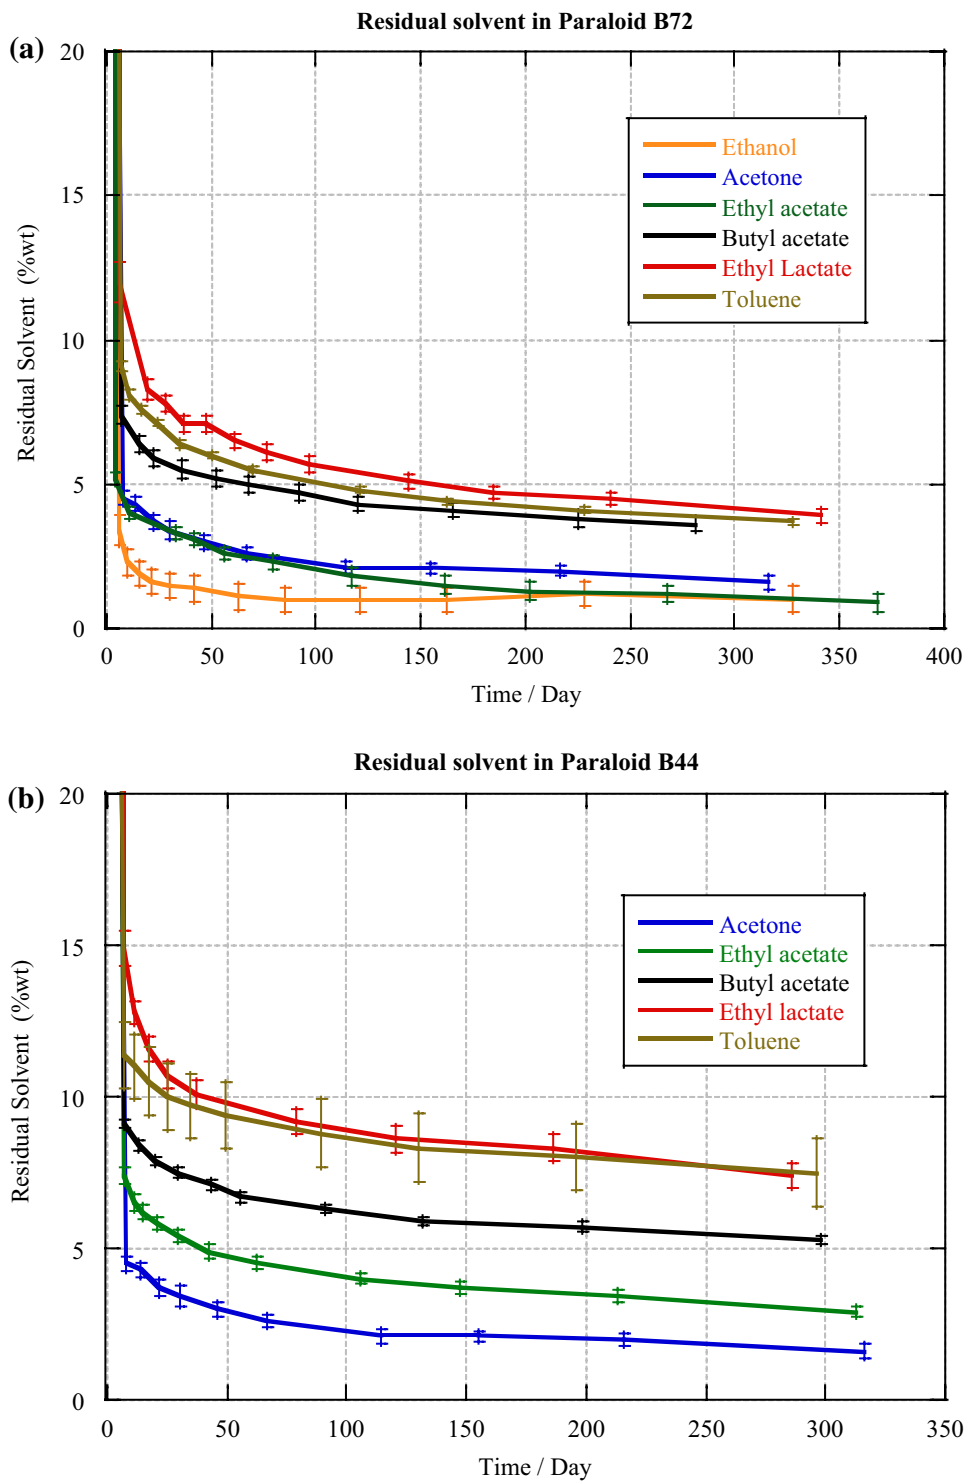 Residual solvent in Paraloid B72
(a)
20
15
10
5
0
Residual Solvent (%wt)
Ethanol
Acetone
Ethyl acetate
Butyl acetate
Ethyl Lactate
Toluene
0 50 100 150 200 250 300 350 400
Time / Day
Residual solvent in Paraloid B44
(b)
20
15
10
5
0
Residual Solvent (%wt)
Acetone
Ethyl acetate
Butyl acetate
Ethyl lactate
Toluene
0 50 100 150 200 250 300 350
Time / Day